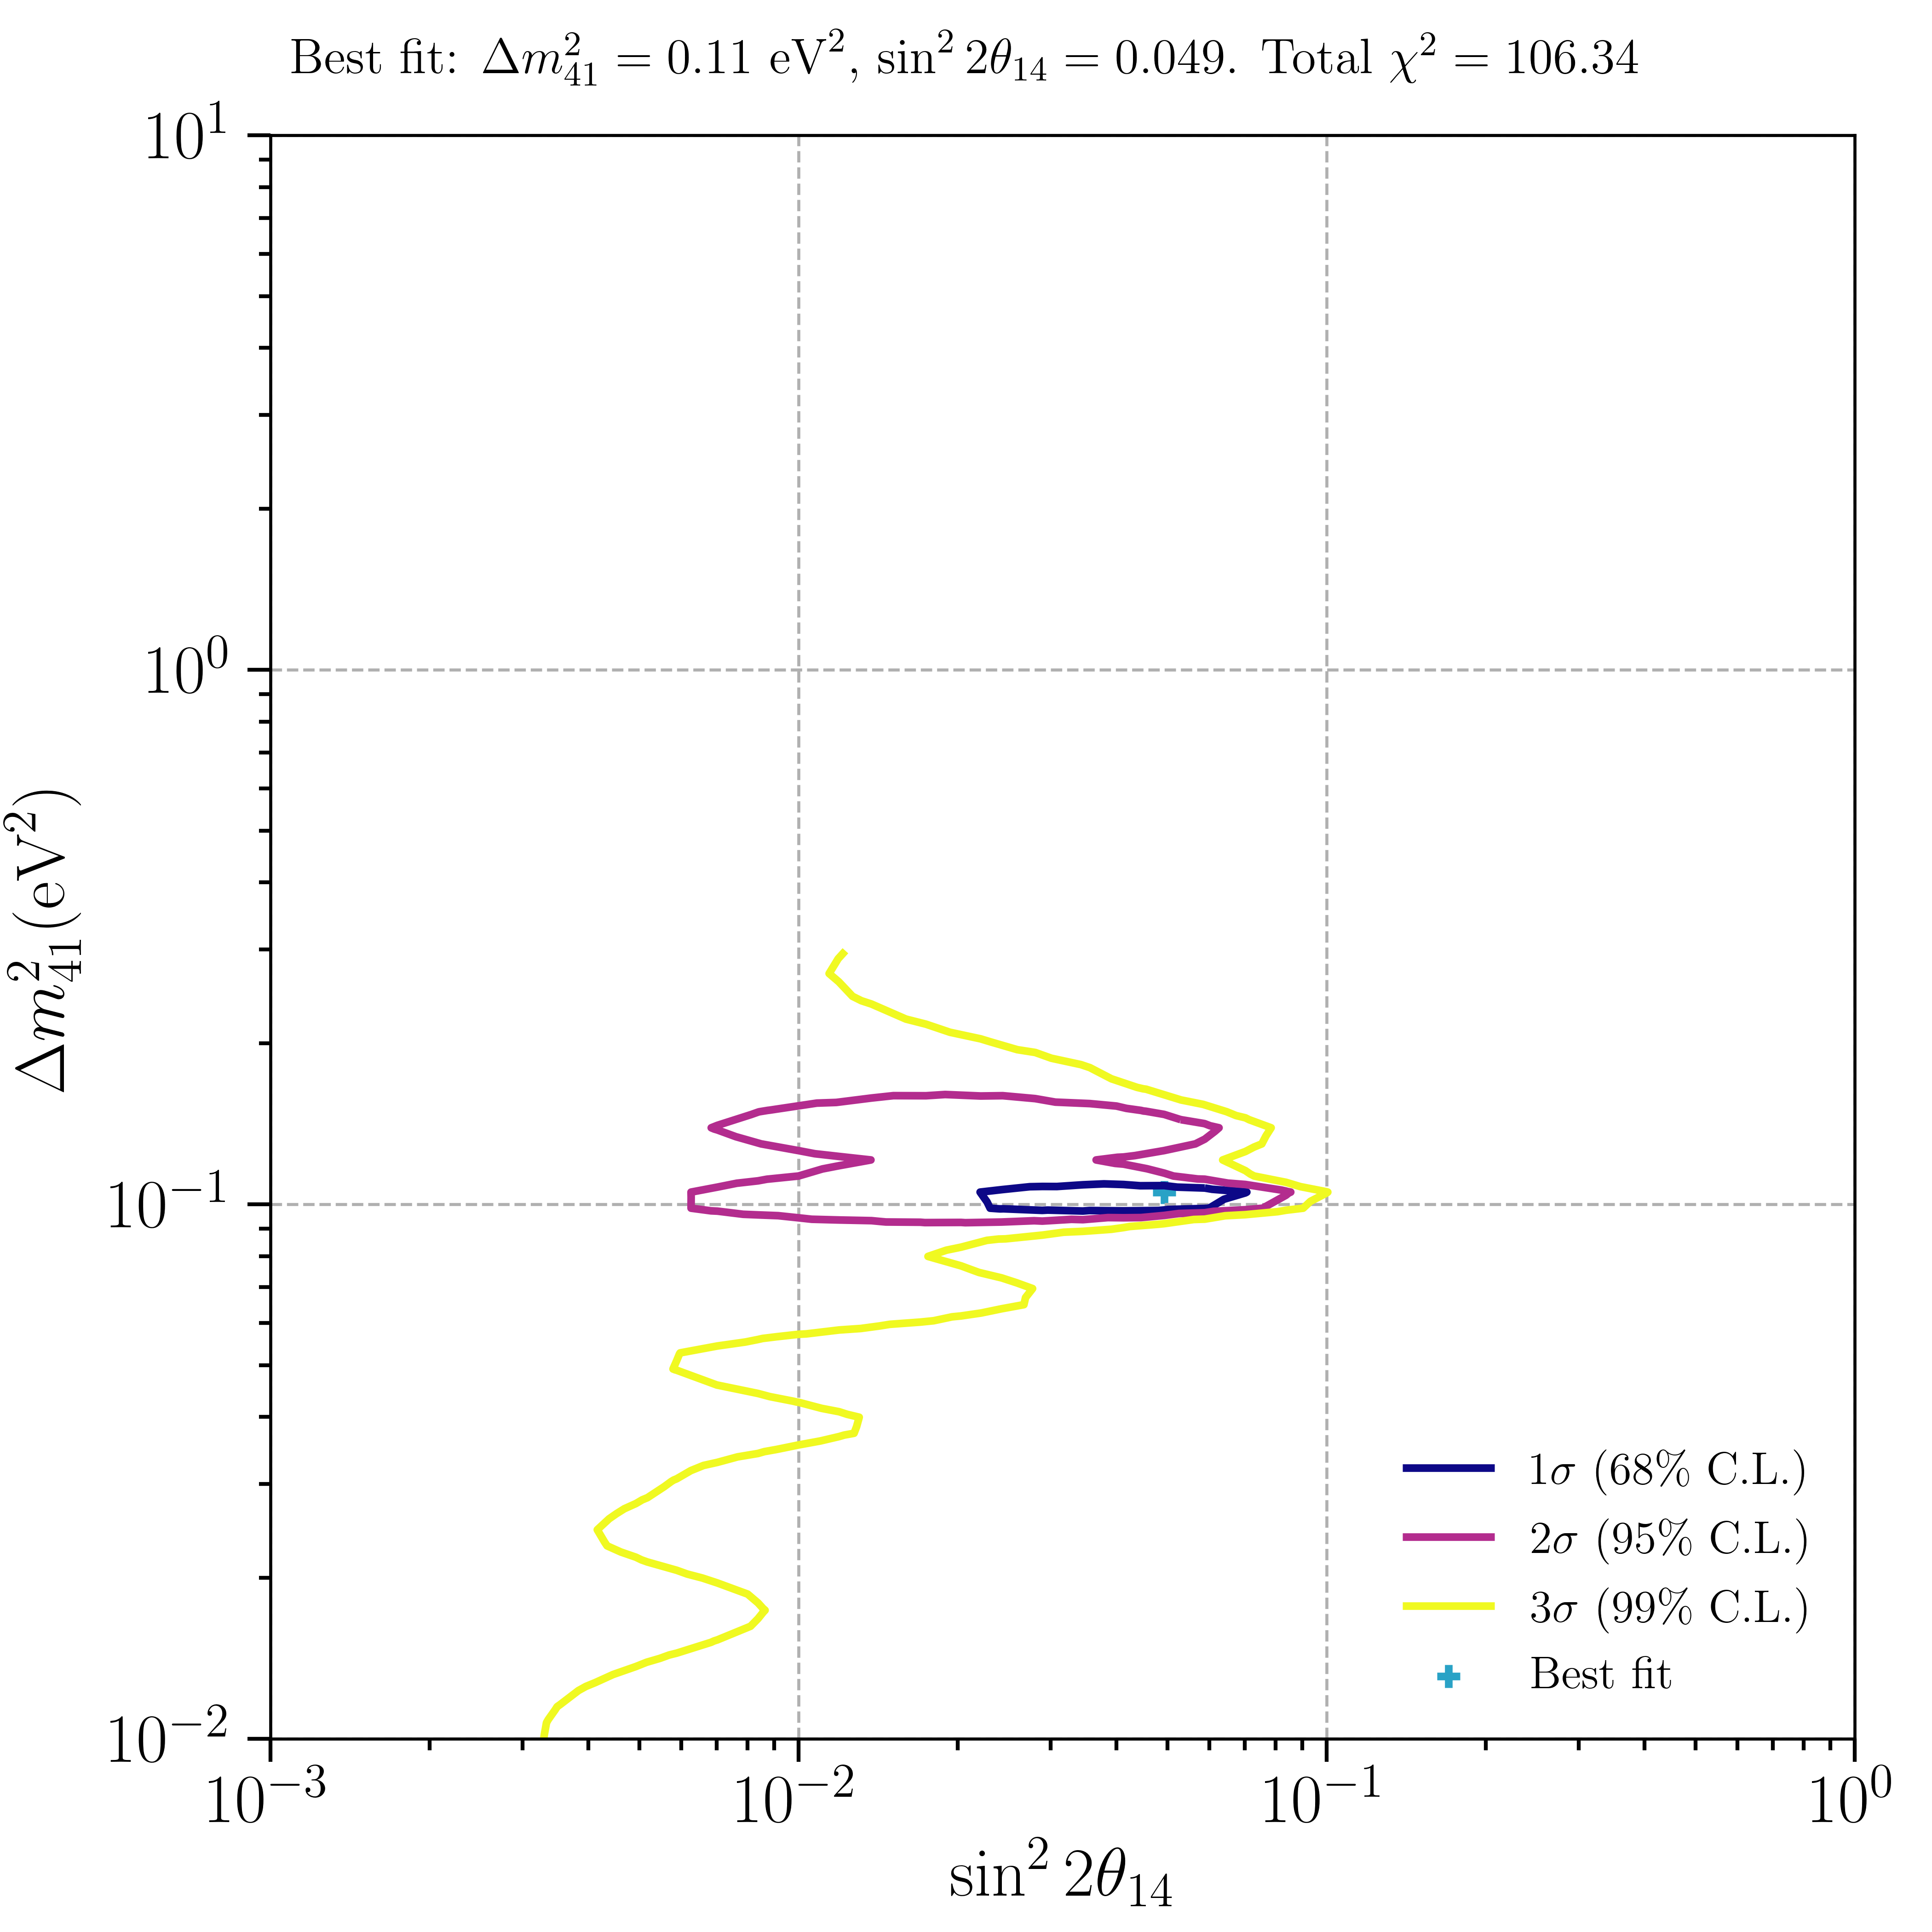 Best fit: Δm²₄₁ = 0.11 eV², sin² 2θ₁₄ = 0.049. Total χ² = 106.34
10¹
10⁰
10⁻¹
10⁻²
Δm²₄₁(eV²)
1σ (68% C.L.)
2σ (95% C.L.)
3σ (99% C.L.)
Best fit
10⁻³ 10⁻² 10⁻¹ 10⁰
sin² 2θ₁₄